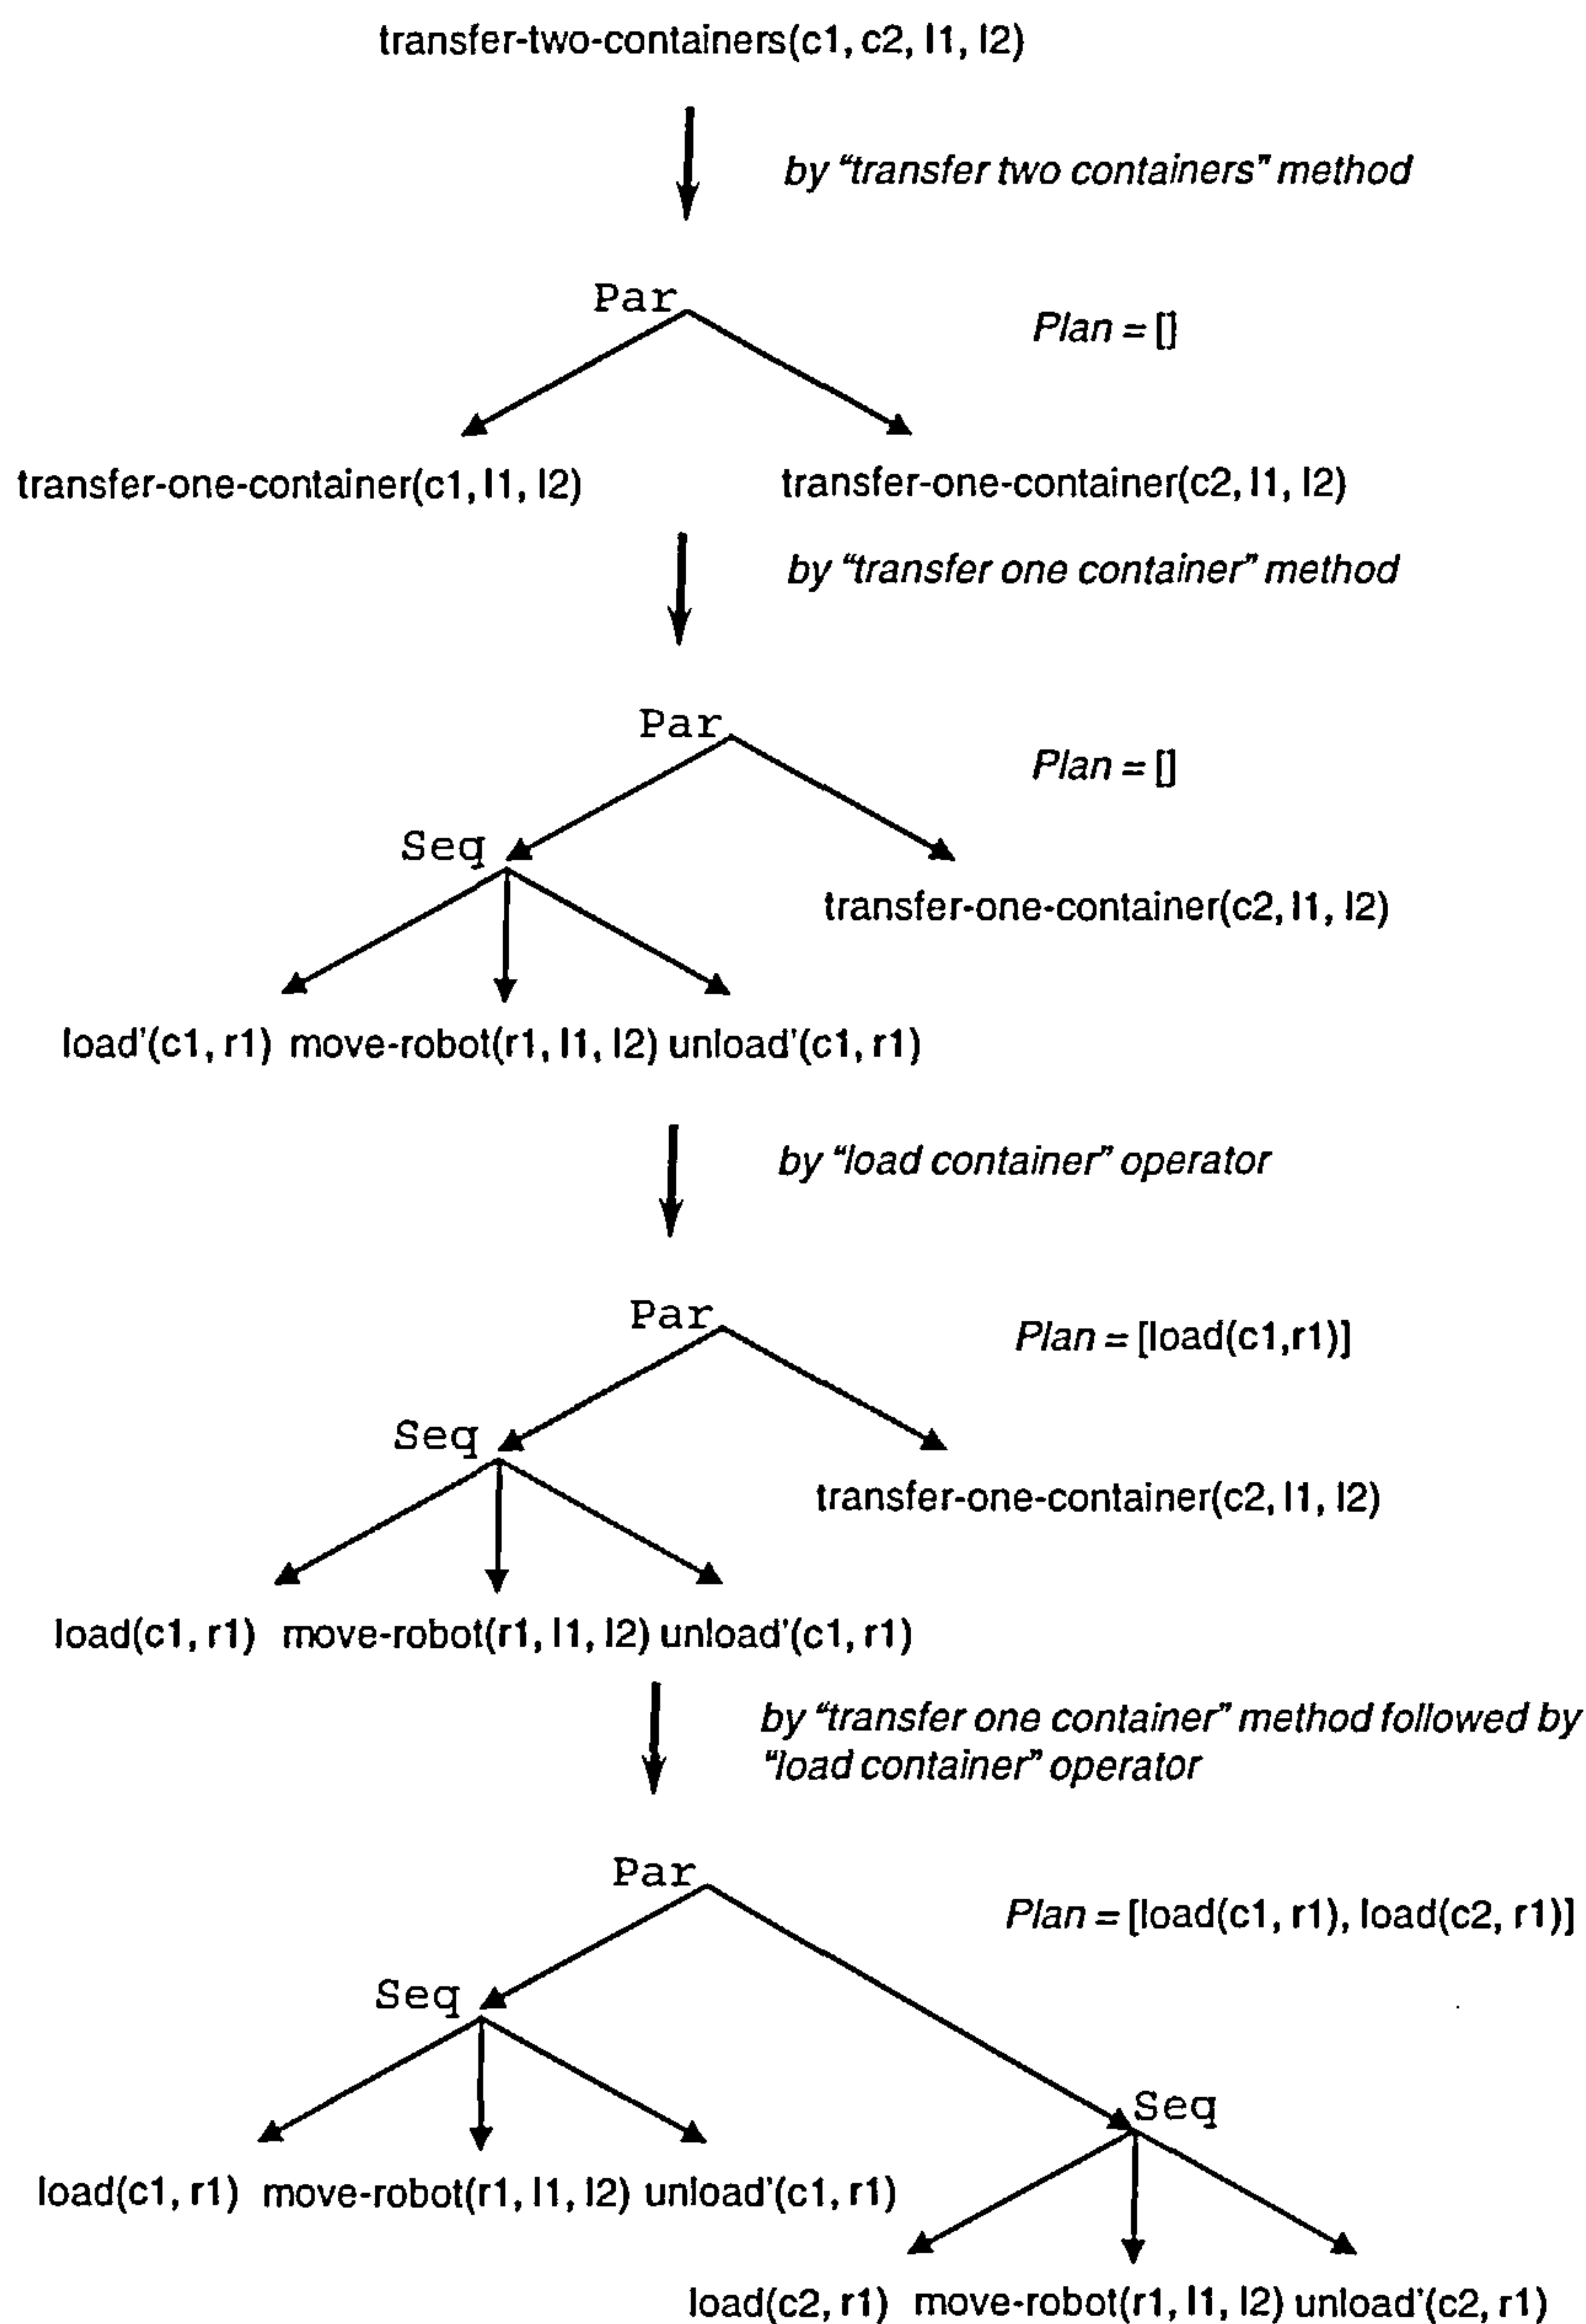 transfer-two-containers(c1, c2, l1, l2)
by “transfer two containers” method
Par
Plan = []
transfer-one-container(c1, l1, l2) transfer-one-container(c2, l1, l2)
by “transfer one container” method
Par
Plan = []
Seq
transfer-one-container(c2, l1, l2)
load'(c1, r1) move-robot(r1, l1, l2) unload'(c1, r1)
by “load container” operator
Par
Plan = [load(c1,r1)]
Seq
transfer-one-container(c2, l1, l2)
load(c1, r1) move-robot(r1, l1, l2) unload'(c1, r1)
by “transfer one container” method followed by
“load container” operator
Par
Plan = [load(c1, r1), load(c2, r1)]
Seq
Seq
load(c1, r1) move-robot(r1, l1, l2) unload'(c1, r1)
load(c2, r1) move-robot(r1, l1, l2) unload'(c2, r1)